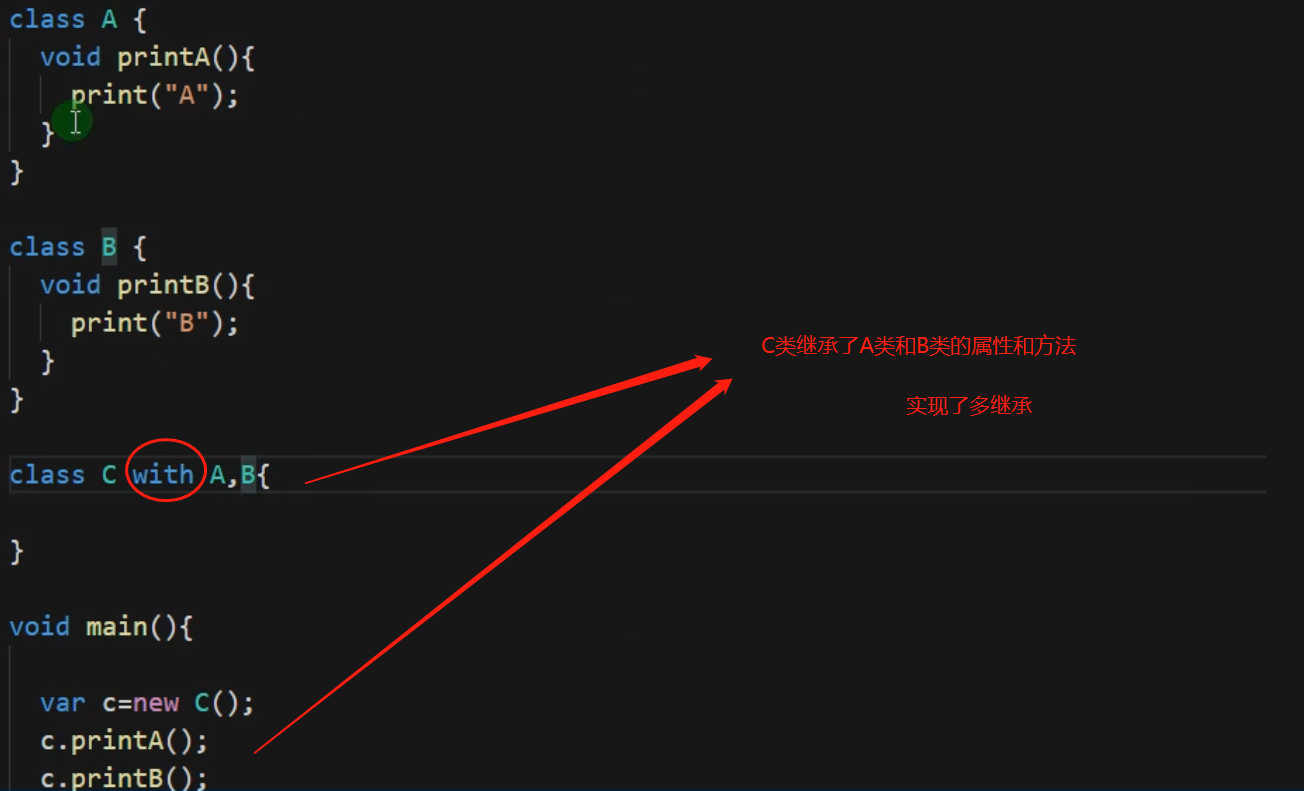 class A {
void printA(){
print("A");
}
}
class B {
void printB(){
print("B");
}
}
C类继承了A类和B类的属性和方法
实现了多继承
class C with A,B{
}
void main(){
var c=new C();
c.printA();
c.printB();